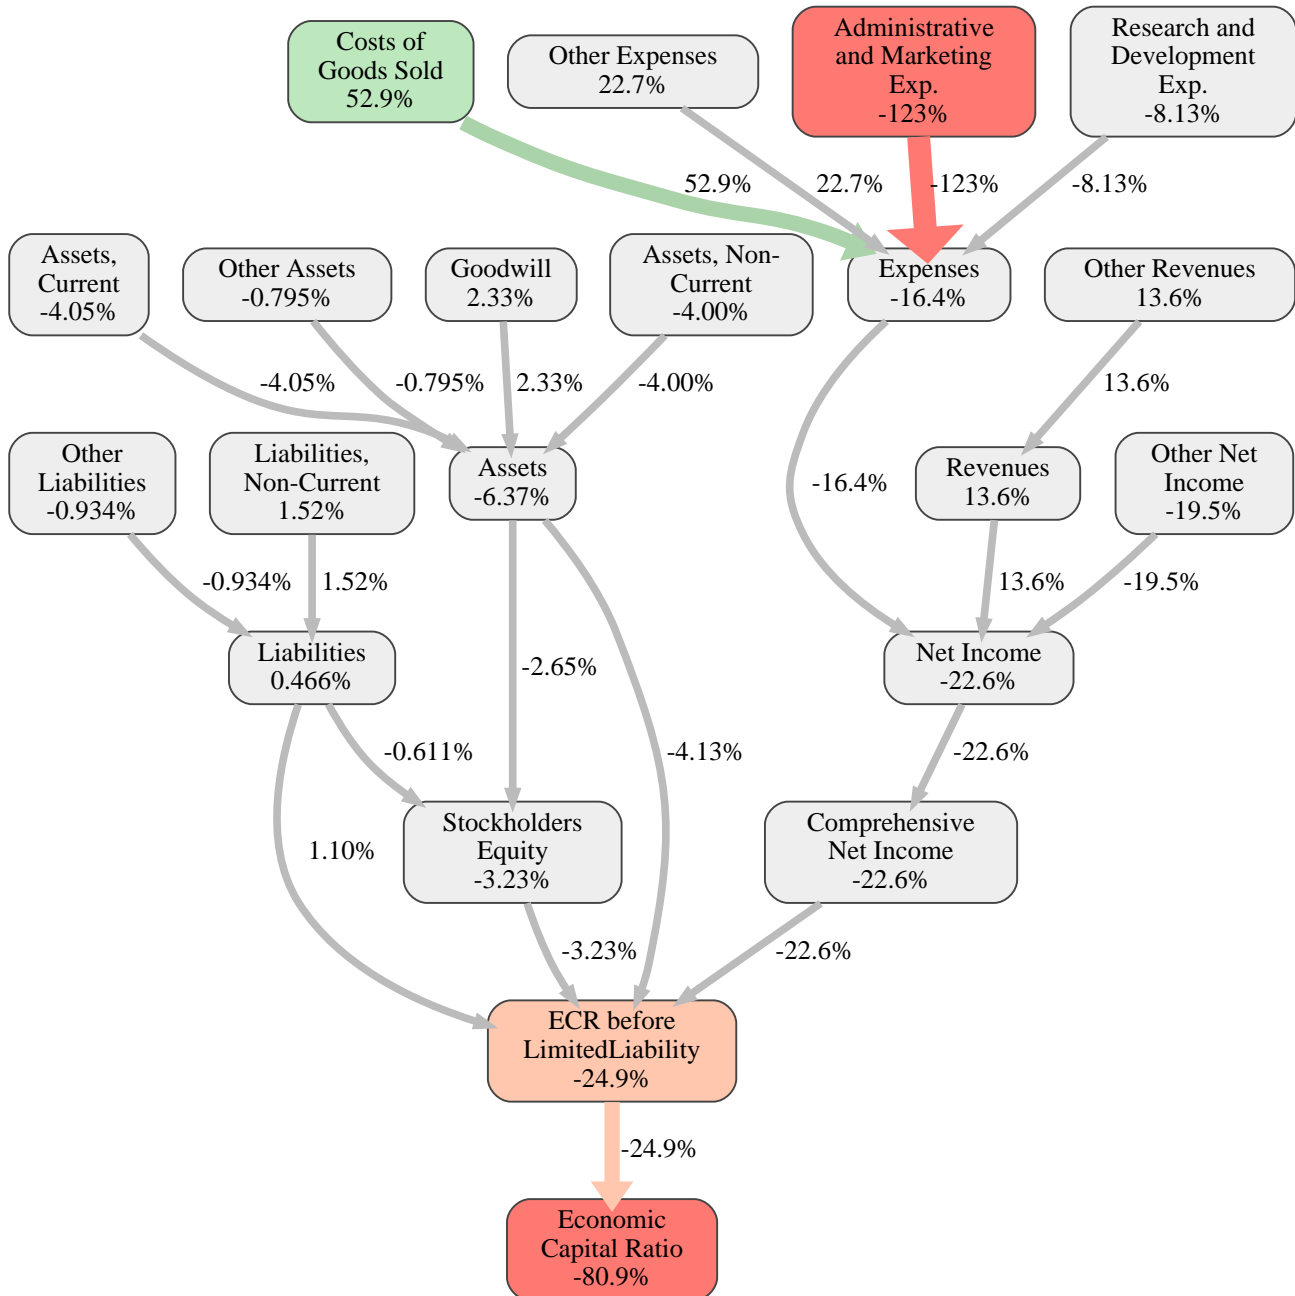 Costs of
Goods Sold
52.9%
Other Expenses
22.7%
Administrative
and Marketing
Exp.
-123%
Research and
Development
Exp.
-8.13%
52.9%
22.7%
-123%
-8.13%
Assets,
Current
-4.05%
Other Assets
-0.795%
Goodwill
2.33%
Assets, Non-
Current
-4.00%
Expenses
-16.4%
Other Revenues
13.6%
-4.05%
-0.795%
2.33%
-4.00%
13.6%
Other
Liabilities
-0.934%
Liabilities,
Non-Current
1.52%
Assets
-6.37%
-16.4%
Revenues
13.6%
Other Net
Income
-19.5%
-0.934%
1.52%
13.6%
-19.5%
Liabilities
0.466%
-2.65%
Net Income
-22.6%
-0.611%
-4.13%
-22.6%
1.10%
Stockholders
Equity
-3.23%
Comprehensive
Net Income
-22.6%
-3.23%
-22.6%
ECR before
LimitedLiability
-24.9%
-24.9%
Economic
Capital Ratio
-80.9%